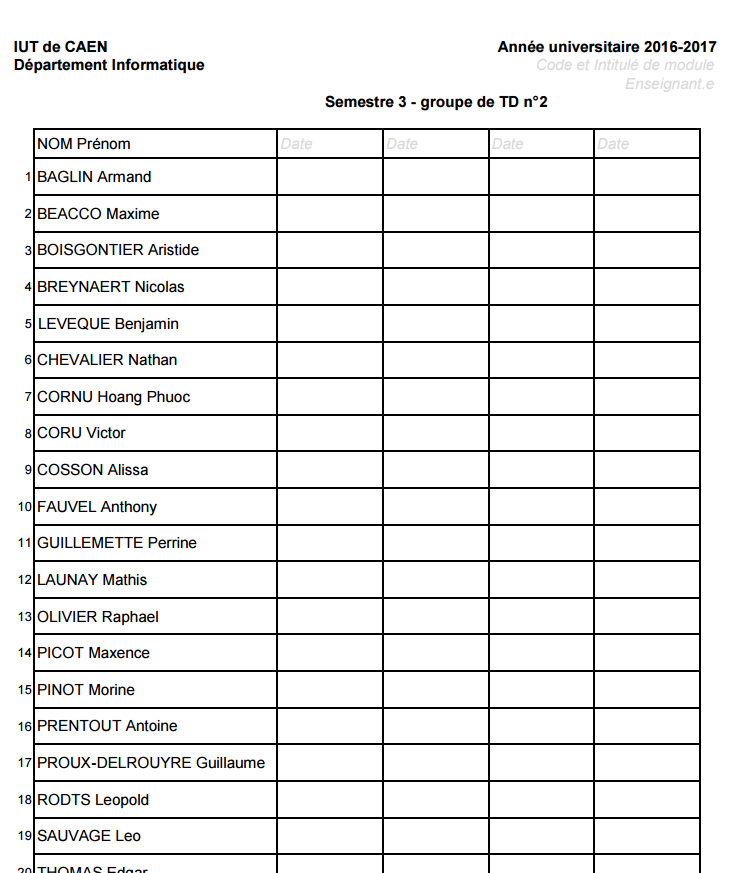 IUT de CAEN Année universitaire 2016-2017
Département Informatique Code et Intitulé de module
Enseignant.e
Semestre 3 - groupe de TD n°2
NOM Prénom Date Date Date Date
1 BAGLIN Armand
2 BEACCO Maxime
3 BOISGONTIER Aristide
4 BREYNAERT Nicolas
5 LEVEQUE Benjamin
6 CHEVALIER Nathan
7 CORNU Hoang Phuoc
8 CORU Victor
9 COSSON Alissa
10 FAUVEL Anthony
11 GUILLEMETTE Perrine
12 LAUNAY Mathis
13 OLIVIER Raphael
14 PICOT Maxence
15 PINOT Morine
16 PRENTOUT Antoine
17 PROUX-DELROUYRE Guillaume
18 RODTS Leopold
19 SAUVAGE Leo
20 THOMAS Edgar